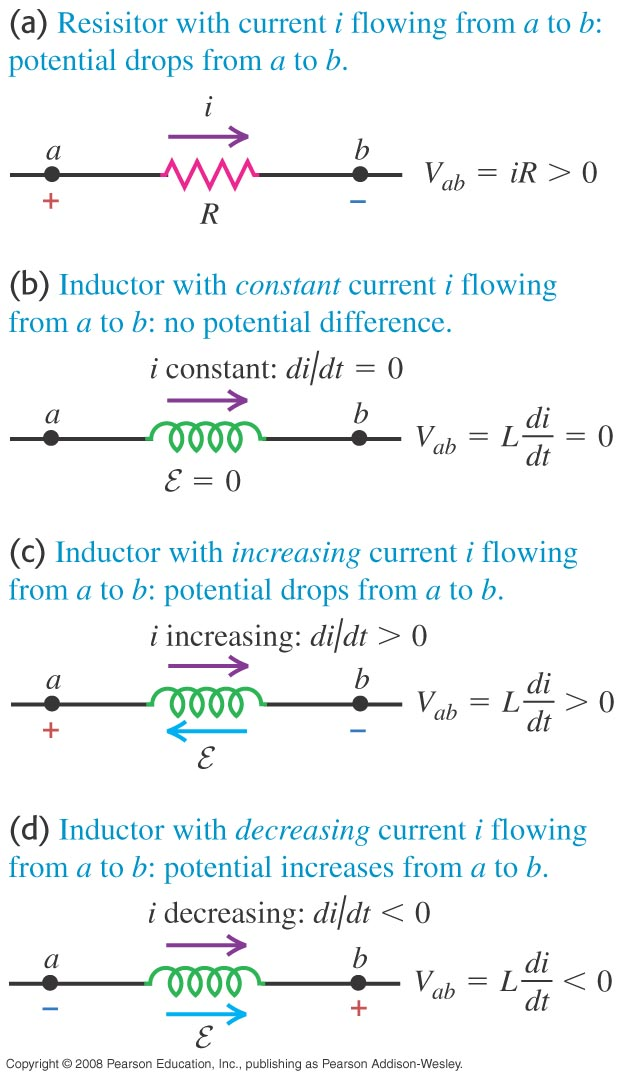 (a) Resisitor with current i flowing from a to b:
potential drops from a to b.
i
a
b
V_ab = iR > 0
+
R
−
(b) Inductor with constant current i flowing
from a to b: no potential difference.
i constant: di/dt = 0
a
b
V_ab = L di/dt = 0
ℰ = 0
(c) Inductor with increasing current i flowing
from a to b: potential drops from a to b.
i increasing: di/dt > 0
a
b
V_ab = L di/dt > 0
+
−
ℰ
(d) Inductor with decreasing current i flowing
from a to b: potential increases from a to b.
i decreasing: di/dt < 0
a
b
V_ab = L di/dt < 0
−
+
ℰ
Copyright © 2008 Pearson Education, Inc., publishing as Pearson Addison-Wesley.